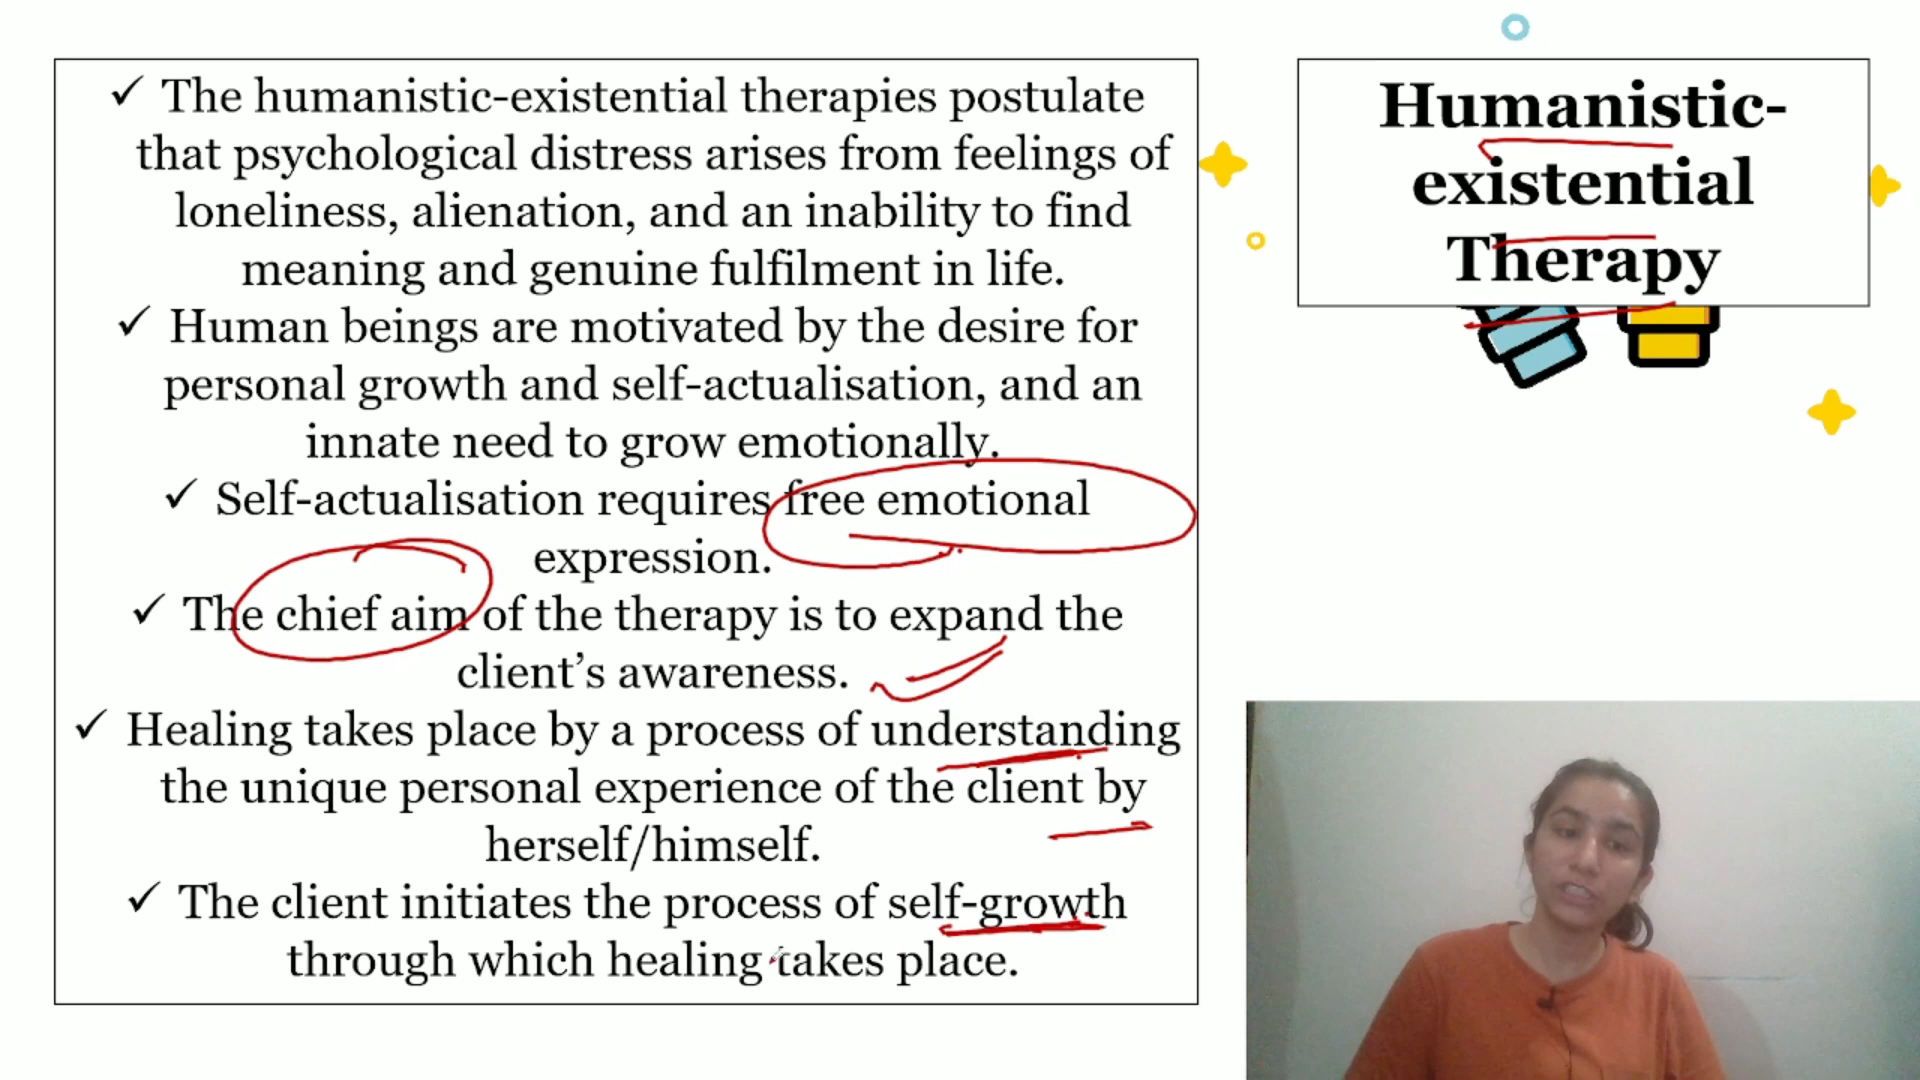 ✓ The humanistic-existential therapies postulate
that psychological distress arises from feelings of
loneliness, alienation, and an inability to find
meaning and genuine fulfilment in life.
✓ Human beings are motivated by the desire for
personal growth and self-actualisation, and an
innate need to grow emotionally.
✓ Self-actualisation requires free emotional
expression.
✓ The chief aim of the therapy is to expand the
client’s awareness.
✓ Healing takes place by a process of understanding
the unique personal experience of the client by
herself/himself.
✓ The client initiates the process of self-growth
through which healing takes place.
Humanistic-
existential
Therapy